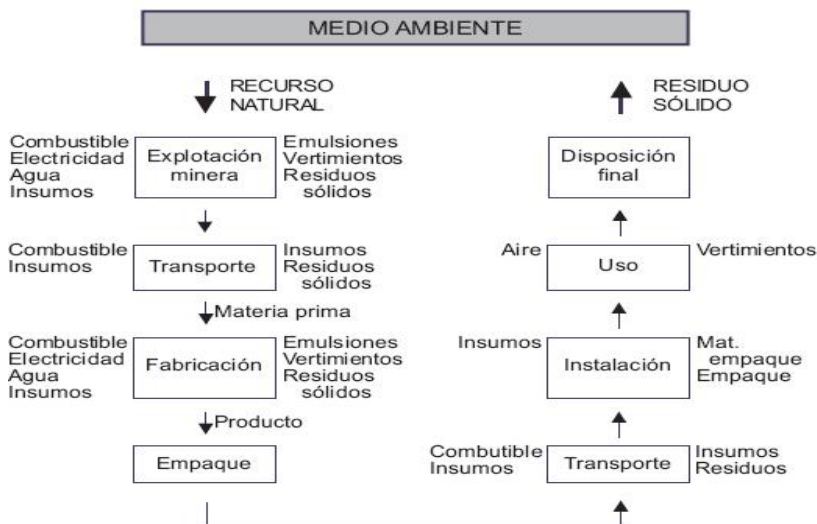 MEDIO AMBIENTE
RECURSO
NATURAL
Combustible
Electricidad
Agua
Insumos
Explotación
minera
Emulsiones
Vertimientos
Residuos
sólidos
Combustible
Insumos
Transporte
Insumos
Residuos
sólidos
Materia prima
Combustible
Electricidad
Agua
Insumos
Fabricación
Emulsiones
Vertimientos
Residuos
sólidos
Producto
Empaque
RESIDUO
SÓLIDO
Disposición
final
Aire
Uso
Vertimientos
Insumos
Instalación
Mat.
empaque
Empaque
Combutible
Insumos
Transporte
Insumos
Residuos